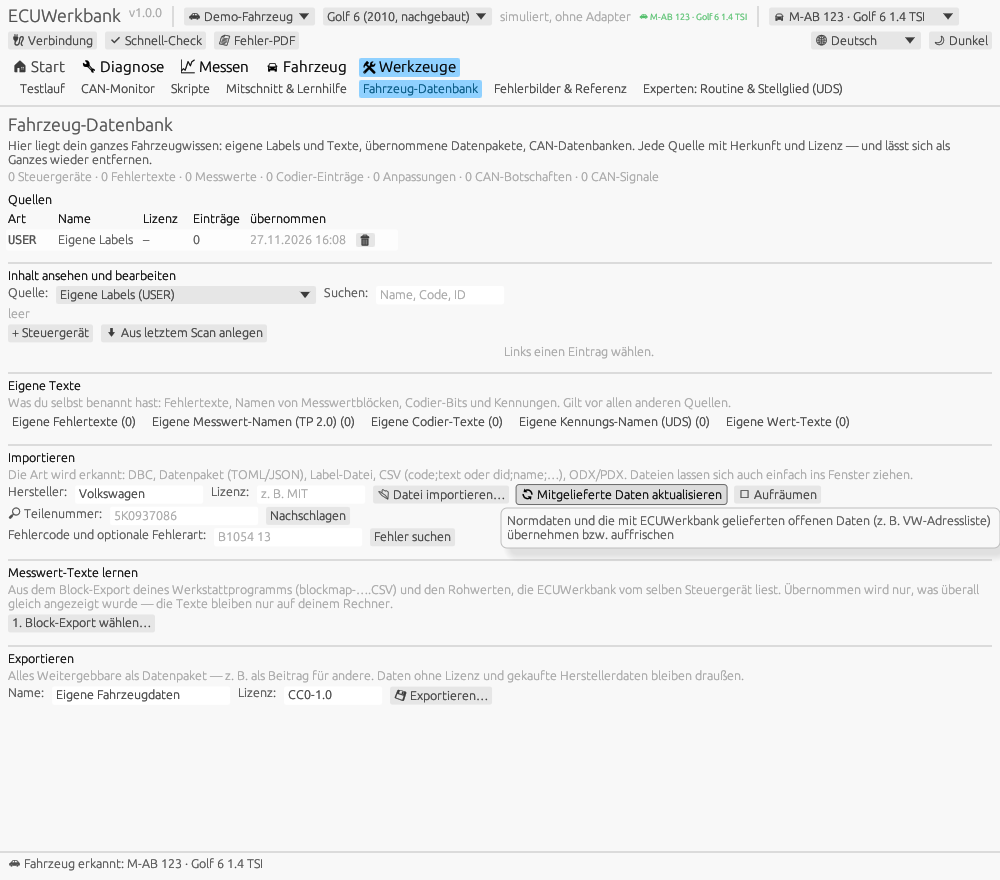 ECUWerkbank v1.0.0 Demo-Fahrzeug Golf 6 (2010, nachgebaut) simuliert, ohne Adapter M-AB 123 · Golf 6 1.4 TSI M-AB 123 · Golf 6 1.4 TSI
Verbindung Schnell-Check Fehler-PDF Deutsch Dunkel
Start Diagnose Messen Fahrzeug Werkzeuge
Testlauf CAN-Monitor Skripte Mitschnitt & Lernhilfe Fahrzeug-Datenbank Fehlerbilder & Referenz Experten: Routine & Stellglied (UDS)
Fahrzeug-Datenbank
Hier liegt dein ganzes Fahrzeugwissen: eigene Labels und Texte, übernommene Datenpakete, CAN-Datenbanken. Jede Quelle mit Herkunft und Lizenz — und lässt sich als
Ganzes wieder entfernen.
0 Steuergeräte · 0 Fehlertexte · 0 Messwerte · 0 Codier-Einträge · 0 Anpassungen · 0 CAN-Botschaften · 0 CAN-Signale
Quellen
Art Name Lizenz Einträge übernommen
USER Eigene Labels – 0 27.11.2026 16:08
Inhalt ansehen und bearbeiten
Quelle: Eigene Labels (USER) Suchen: Name, Code, ID
leer
+ Steuergerät Aus letztem Scan anlegen
Links einen Eintrag wählen.
Eigene Texte
Was du selbst benannt hast: Fehlertexte, Namen von Messwertblöcken, Codier-Bits und Kennungen. Gilt vor allen anderen Quellen.
Eigene Fehlertexte (0) Eigene Messwert-Namen (TP 2.0) (0) Eigene Codier-Texte (0) Eigene Kennungs-Namen (UDS) (0) Eigene Wert-Texte (0)
Importieren
Die Art wird erkannt: DBC, Datenpaket (TOML/JSON), Label-Datei, CSV (code;text oder did;name;…), ODX/PDX. Dateien lassen sich auch einfach ins Fenster ziehen.
Hersteller: Volkswagen Lizenz: z. B. MIT Datei importieren… Mitgelieferte Daten aktualisieren Aufräumen
Teilenummer: 5K0937086 Nachschlagen
Normdaten und die mit ECUWerkbank gelieferten offenen Daten (z. B. VW-Adressliste)
übernehmen bzw. auffrischen
Fehlercode und optionale Fehlerart: B1054 13 Fehler suchen
Messwert-Texte lernen
Aus dem Block-Export deines Werkstattprogramms (blockmap-….CSV) und den Rohwerten, die ECUWerkbank vom selben Steuergerät liest. Übernommen wird nur, was überall
gleich angezeigt wurde — die Texte bleiben nur auf deinem Rechner.
1. Block-Export wählen…
Exportieren
Alles Weitergebbare als Datenpaket — z. B. als Beitrag für andere. Daten ohne Lizenz und gekaufte Herstellerdaten bleiben draußen.
Name: Eigene Fahrzeugdaten Lizenz: CC0-1.0 Exportieren…
Fahrzeug erkannt: M-AB 123 · Golf 6 1.4 TSI